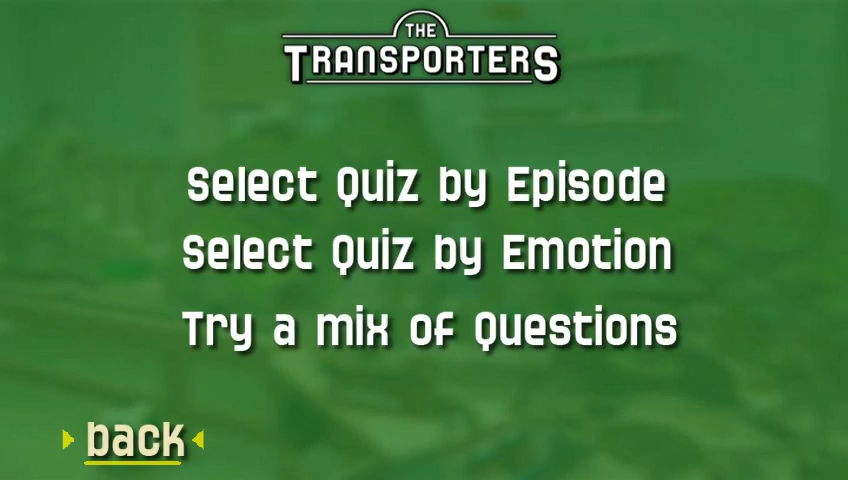 THE
TRANSPORTERS
Select Quiz by Episode
Select Quiz by Emotion
Try a mix of Questions
back